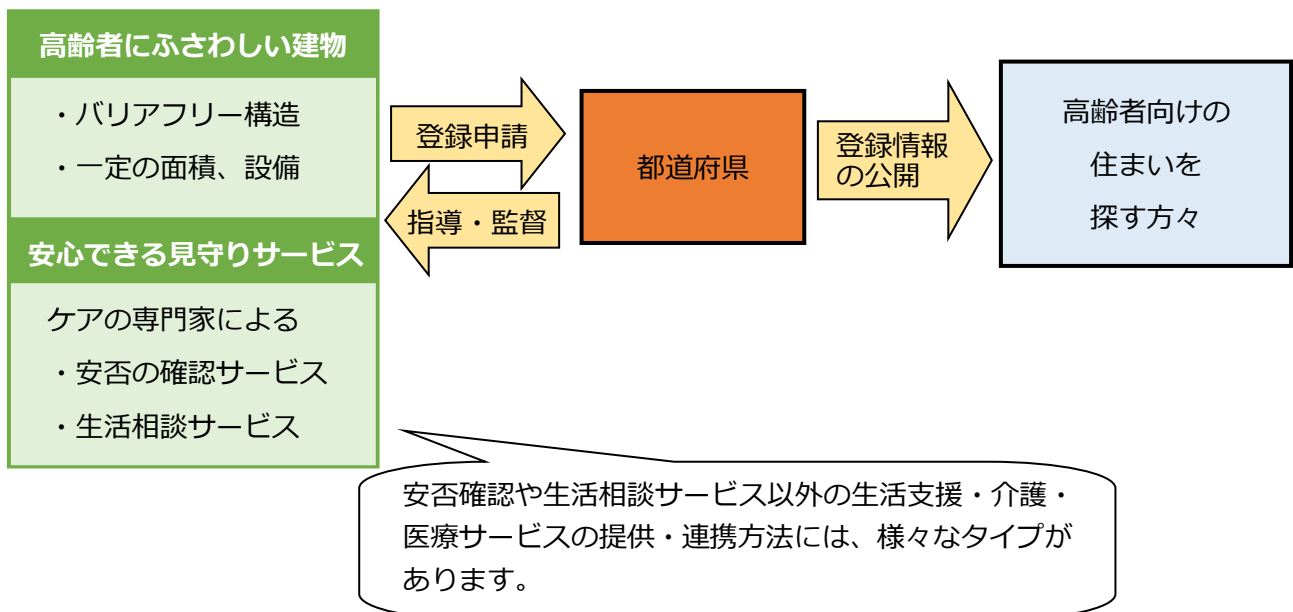 高齢者にふさわしい建物
・バリアフリー構造
・一定の面積、設備
安心できる見守りサービス
ケアの専門家による
・安否の確認サービス
・生活相談サービス
登録申請
指導・監督
都道府県
登録情報
の公開
高齢者向けの
住まいを
探す方々
安否確認や生活相談サービス以外の生活支援・介護・
医療サービスの提供・連携方法には、様々なタイプが
あります。